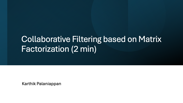 Collaborative Filtering based on Matrix
Factorization (2 min)
Karthik Palaniappan